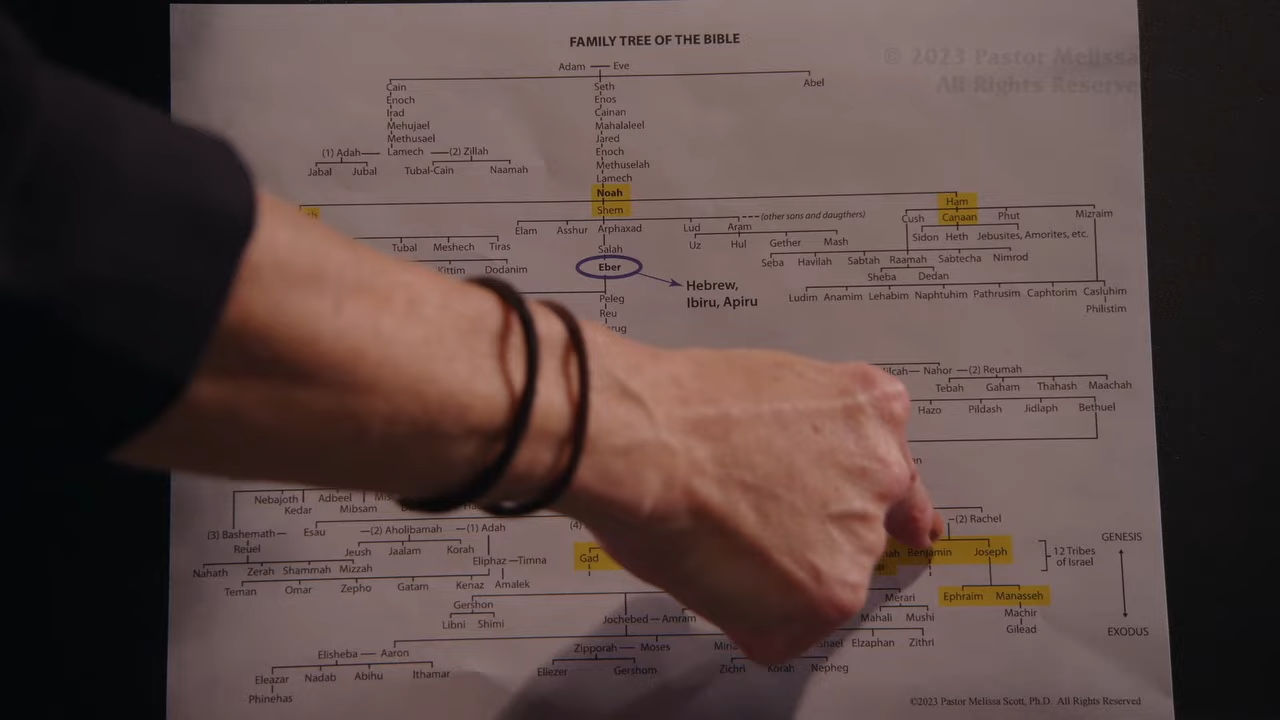 FAMILY TREE OF THE BIBLE
© 2023 Pastor Melissa
All Rights
Adam Eve
Cain Seth Abel
Enoch Enos
Irad Cainan
Mehujael Mahalaleel
Methusael Jared
(1) Adah Lamech (2) Zillah Enoch
Jabal Jubal Tubal-Cain Naamah Methuselah
Lamech
Noah
Shem Ham
(other sons and daugthers) Cush Canaan Phut Mizraim
Elam Asshur Arphaxad Lud Aram
Sidon Heth Jebusites, Amorites, etc.
Tubal Meshech Tiras Salah Uz Hul Gether Mash
Seba Havilah Sabtah Raamah Sabtecha Nimrod
Kittim Dodanim Eber Sheba Dedan
Hebrew,
Ibiru, Apiru
Ludim Anamim Lehabim Naphtuhim Pathrusim Caphtorim Casluhim
Philistim
Peleg
Reu
Nahor (2) Reumah
Tebah Gaham Thahash Maachah
Hazo Pildash Jidlaph Bethuel
Nebajoth Adbeel
Kedar Mibsam
(2) Rachel
(3) Bashemath Esau (2) Aholibamah (1) Adah (4)
Reuel Jeush Jaalam Korah
Gad Benjamin Joseph 12 Tribes
of Israel
GENESIS
Eliphaz Timna
Nahath Zerah Shammah Mizzah
Teman Omar Zepho Gatam Kenaz Amalek
Ephraim Manasseh
Gershon Merari
Libni Shimi Jochebed Amram Mahali Mushi
Machir
Gilead
EXODUS
Elisheba Aaron Zipporah Moses Elzaphan Zithri
Eleazar Nadab Abihu Ithamar Eliezer Gershom Zichri Korah Nepheg
Phinehas
©2023 Pastor Melissa Scott, Ph.D. All Rights Reserved